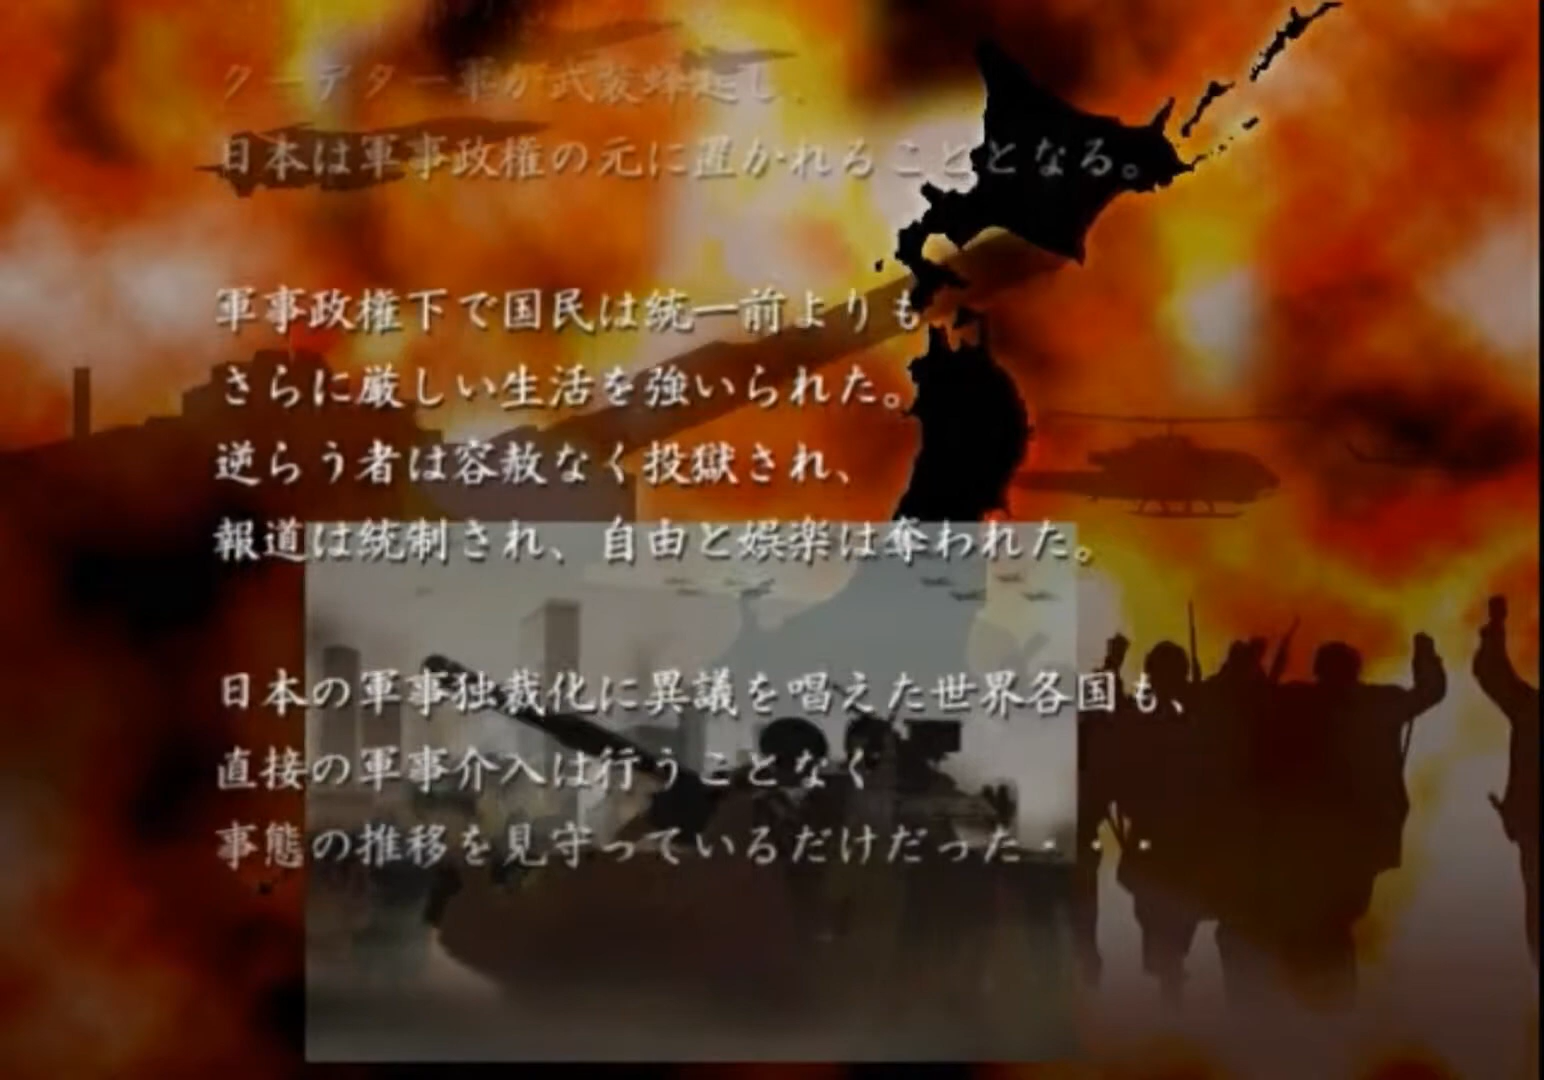 クーデター軍が武装蜂起し、
日本は軍事政権の元に置かれることとなる。
軍事政権下で国民は統一前よりも
さらに厳しい生活を強いられた。
逆らう者は容赦なく投獄され、
報道は統制され、自由と娯楽は奪われた。
日本の軍事独裁化に異議を唱えた世界各国も、
直接の軍事介入は行うことなく
事態の推移を見守っているだけだった・・・